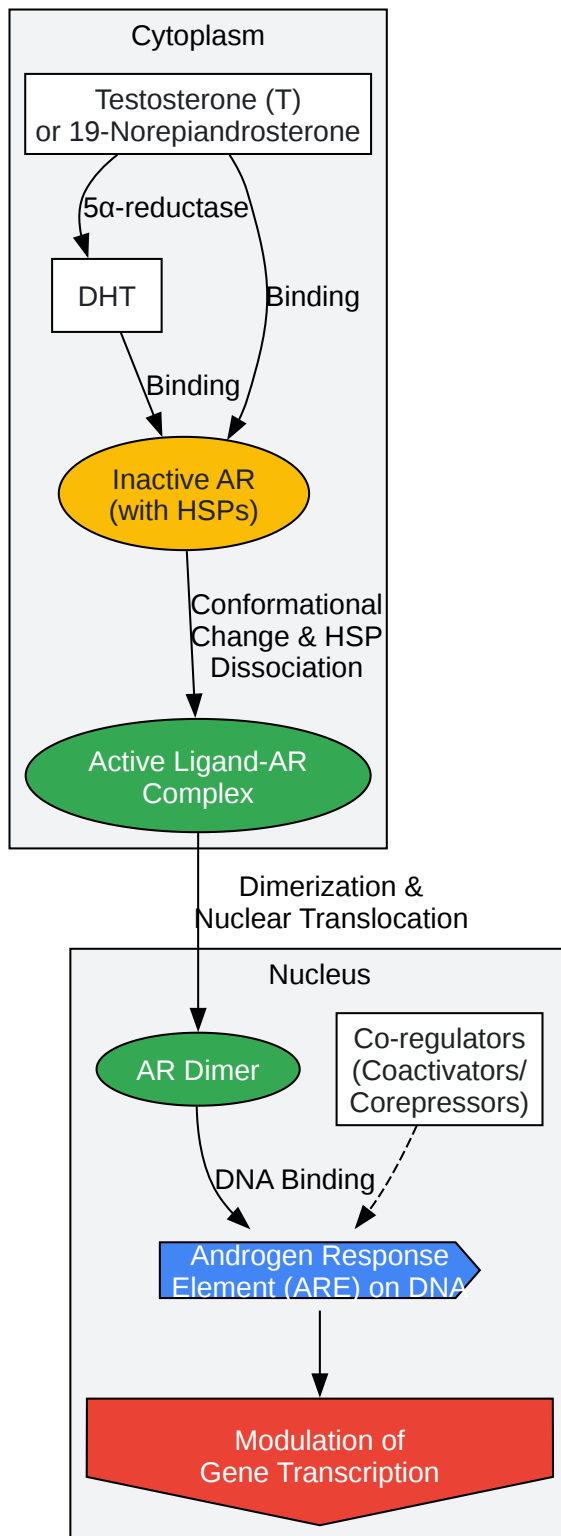 Cytoplasm
Testosterone (T)
or 19-Norepiandrosterone
5α-reductase
DHT
Binding
Binding
Inactive AR
(with HSPs)
Conformational
Change & HSP
Dissociation
Active Ligand-AR
Complex
Dimerization &
Nuclear Translocation
Nucleus
Co-regulators
(Coactivators/
Corepressors)
AR Dimer
DNA Binding
Androgen Response
Element (ARE) on DNA
Modulation of
Gene Transcription